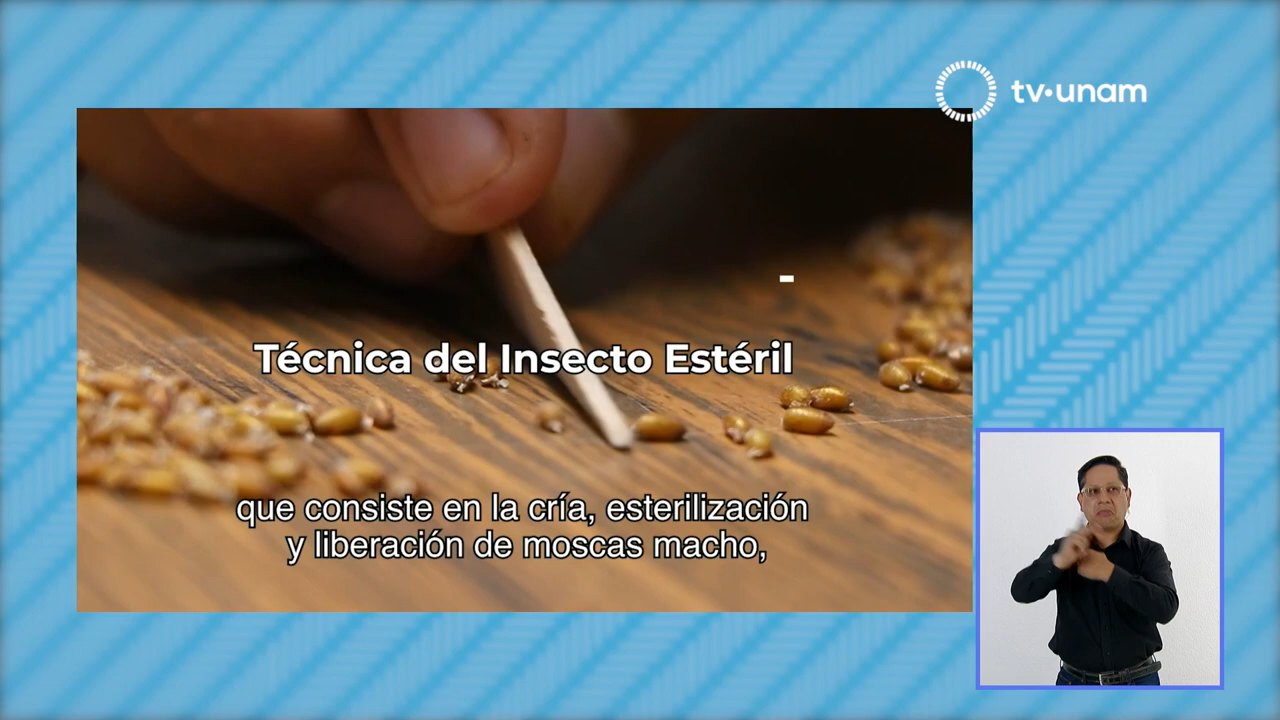 tv·unam
Técnica del Insecto Estéril
que consiste en la cría, esterilización
y liberación de moscas macho,